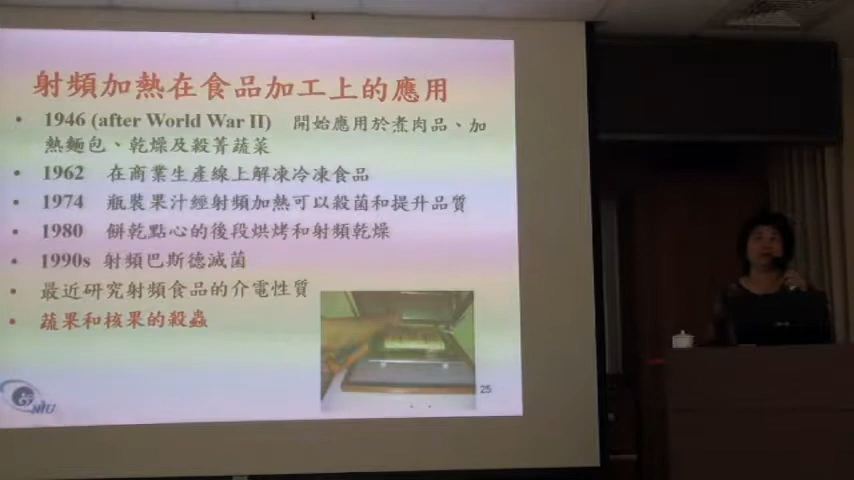 射頻加熱在食品加工上的應用
• 1946 (after World War II) 開始應用於煮肉品、加
熱麵包、乾燥及殺菁蔬菜
• 1962 在商業生產線上解凍冷凍食品
• 1974 瓶裝果汁經射頻加熱可以殺菌和提升品質
• 1980 餅乾點心的後段烘烤和射頻乾燥
• 1990s 射頻巴斯德滅菌
• 最近研究射頻食品的介電性質
• 蔬果和核果的殺蟲
25
NIU